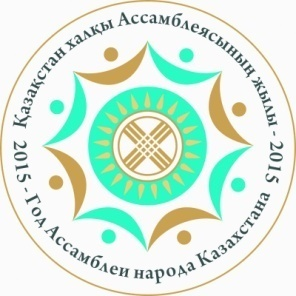 Қазақстан халқы Ассамблеясының жылы - 2015
2015 - Год Ассамблеи народа Казахстана